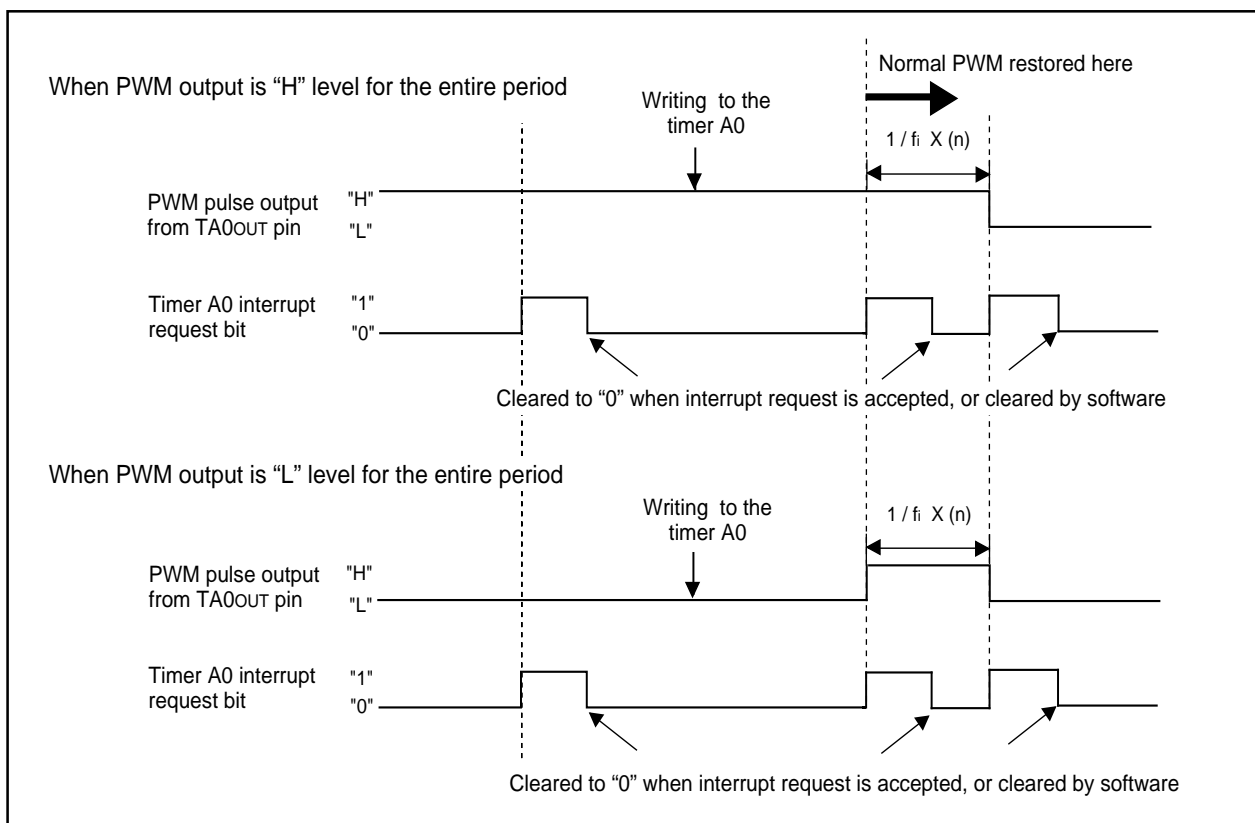 Normal PWM restored here
When PWM output is “H” level for the entire period
Writing to the
timer A0
1 / fi X (n)
PWM pulse output
from TA0OUT pin
"H"
"L"
Timer A0 interrupt
request bit
"1"
"0"
Cleared to “0” when interrupt request is accepted, or cleared by software
When PWM output is “L” level for the entire period
Writing to the
timer A0
1 / fi X (n)
PWM pulse output
from TA0OUT pin
"H"
"L"
Timer A0 interrupt
request bit
"1"
"0"
Cleared to “0” when interrupt request is accepted, or cleared by software